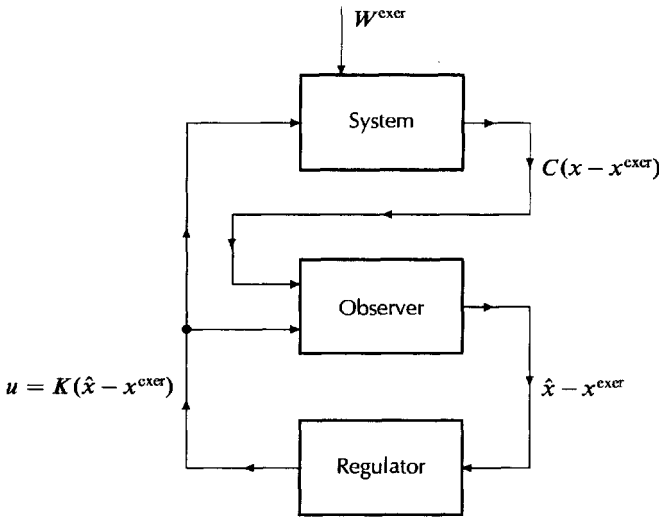 W^exer
System
C(x − x^exer)
Observer
u = K(x̂ − x^exer)
x̂ − x^exer
Regulator